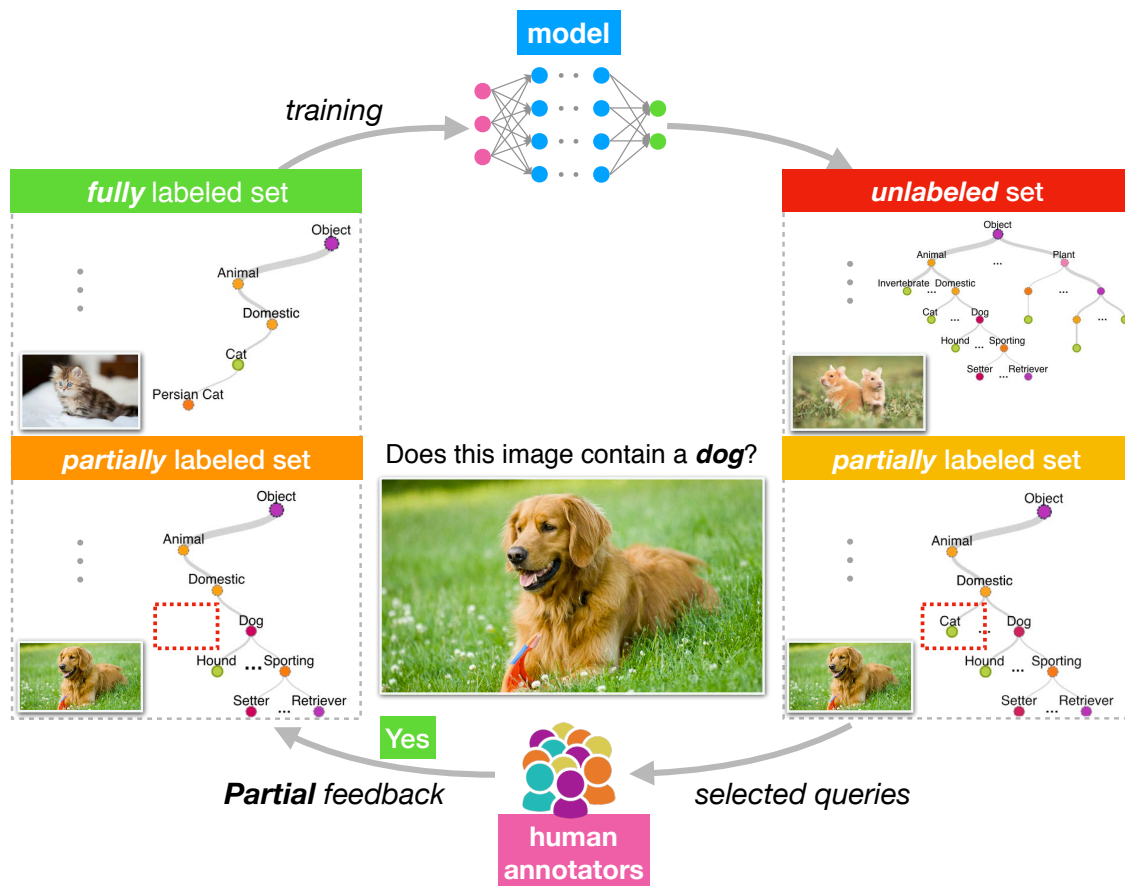 model
training
fully labeled set
Object
Animal
Domestic
Cat
Persian Cat
unlabeled set
Object
Animal ... Plant
Invertebrate ... Domestic ...
Cat ... Dog ...
Hound ... Sporting
Setter ... Retriever
partially labeled set
Object
Animal
Domestic
Dog
Hound ... Sporting
Setter ... Retriever
Does this image contain a dog?
partially labeled set
Object
Animal
Domestic
Cat ... Dog
Hound ... Sporting
Setter ... Retriever
Yes
Partial feedback
selected queries
human
annotators